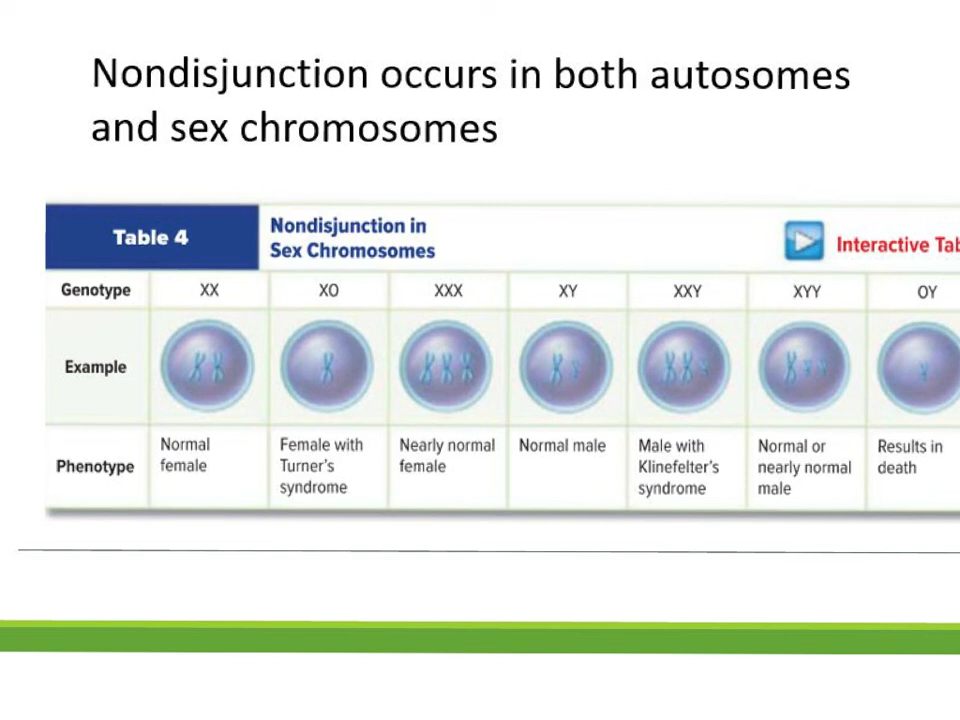 Nondisjunction occurs in both autosomes
and sex chromosomes
Table 4
Nondisjunction in
Sex Chromosomes
Interactive Tab
Genotype XX XO XXX XY XXY XYY OY
Example
Phenotype
Normal
female
Female with
Turner's
syndrome
Nearly normal
female
Normal male
Male with
Klinefelter's
syndrome
Normal or
nearly normal
male
Results in
death